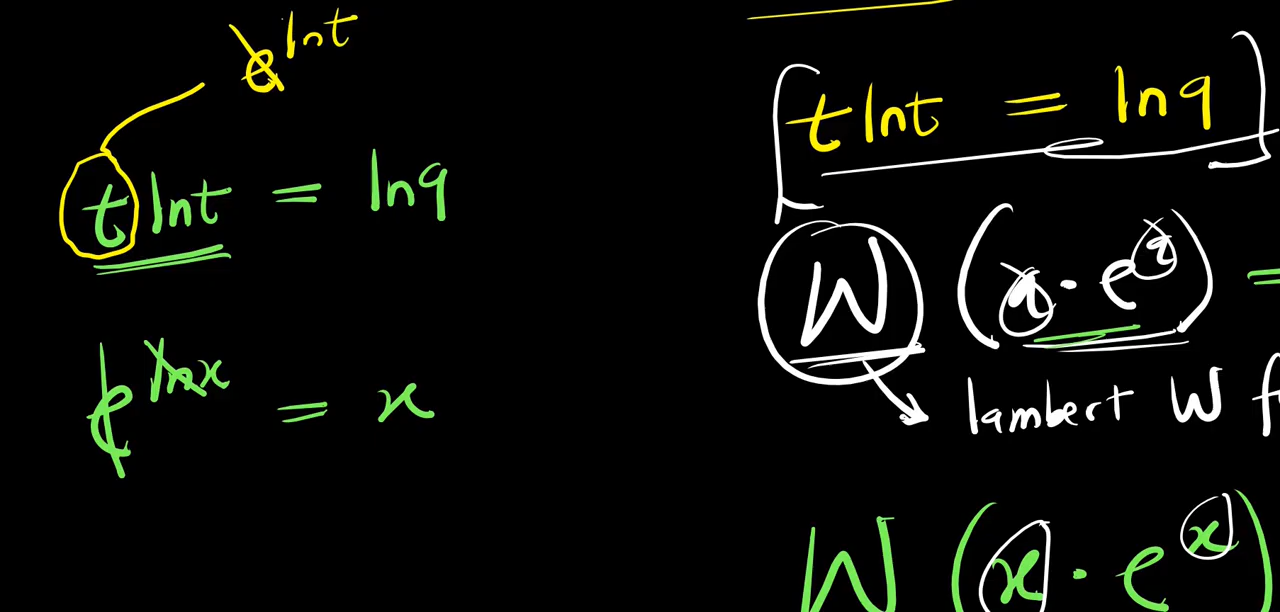 e^lnt
t lnt = ln9
e^lnx = x
t lnt = ln9
W (x · e^x) =
lambert W f
W (x · e^x)